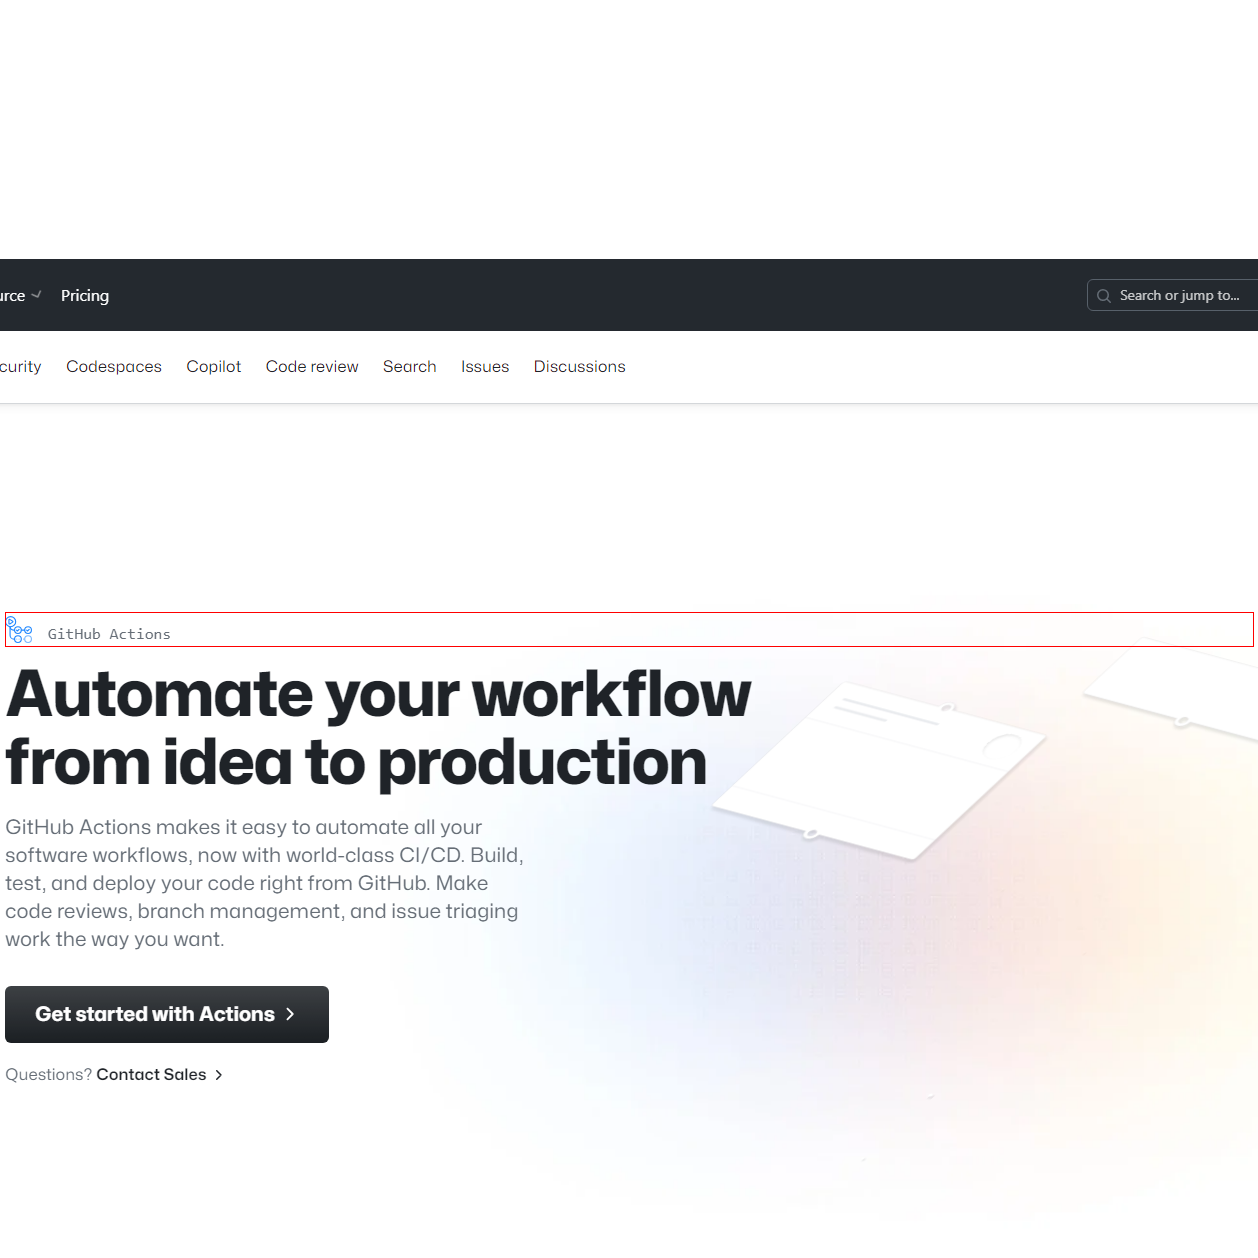 Pricing
Search or jump to...
Codespaces Copilot Code review Search Issues Discussions
GitHub Actions
Automate your workflow
from idea to production
GitHub Actions makes it easy to automate all your
software workflows, now with world-class CI/CD. Build,
test, and deploy your code right from GitHub. Make
code reviews, branch management, and issue triaging
work the way you want.
Get started with Actions
Questions? Contact Sales